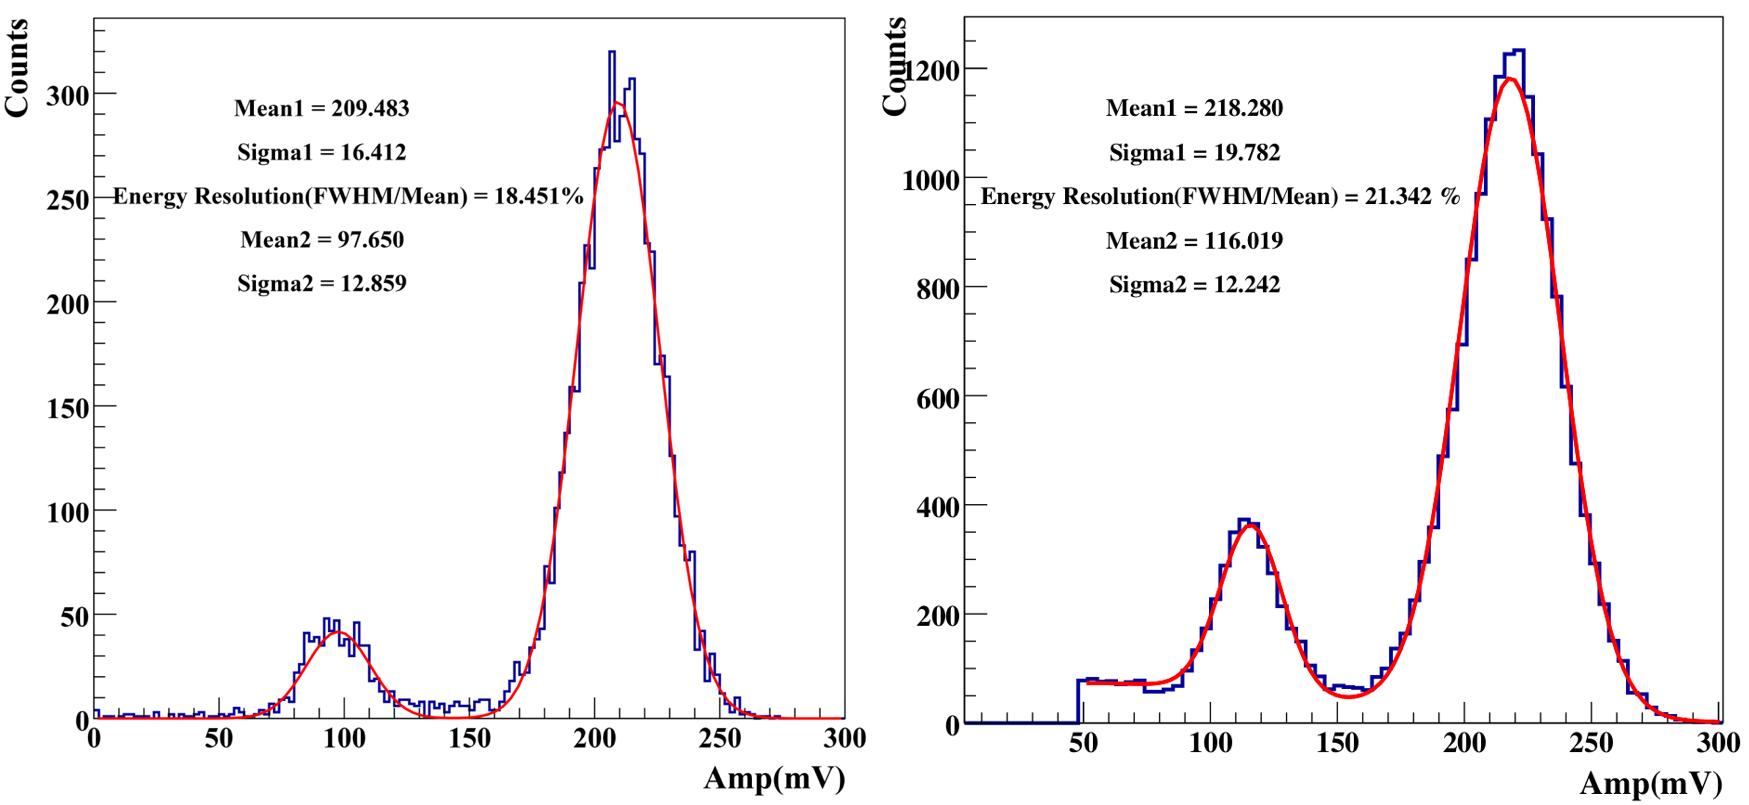 Counts
300
250
200
150
100
50
0
Mean1 = 209.483
Sigma1 = 16.412
Energy Resolution(FWHM/Mean) = 18.451%
Mean2 = 97.650
Sigma2 = 12.859
0 50 100 150 200 250 300
Amp(mV)
Counts
1200
1000
800
600
400
200
0
Mean1 = 218.280
Sigma1 = 19.782
Energy Resolution(FWHM/Mean) = 21.342 %
Mean2 = 116.019
Sigma2 = 12.242
50 100 150 200 250 300
Amp(mV)